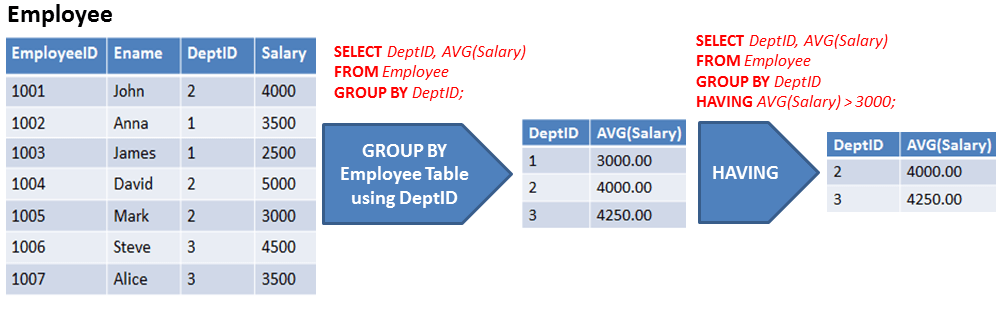 Employee
EmployeeID Ename DeptID Salary
1001 John 2 4000
1002 Anna 1 3500
1003 James 1 2500
1004 David 2 5000
1005 Mark 2 3000
1006 Steve 3 4500
1007 Alice 3 3500
SELECT DeptID, AVG(Salary)
FROM Employee
GROUP BY DeptID;
GROUP BY
Employee Table
using DeptID
DeptID AVG(Salary)
1 3000.00
2 4000.00
3 4250.00
SELECT DeptID, AVG(Salary)
FROM Employee
GROUP BY DeptID
HAVING AVG(Salary) > 3000;
HAVING
DeptID AVG(Salary)
2 4000.00
3 4250.00